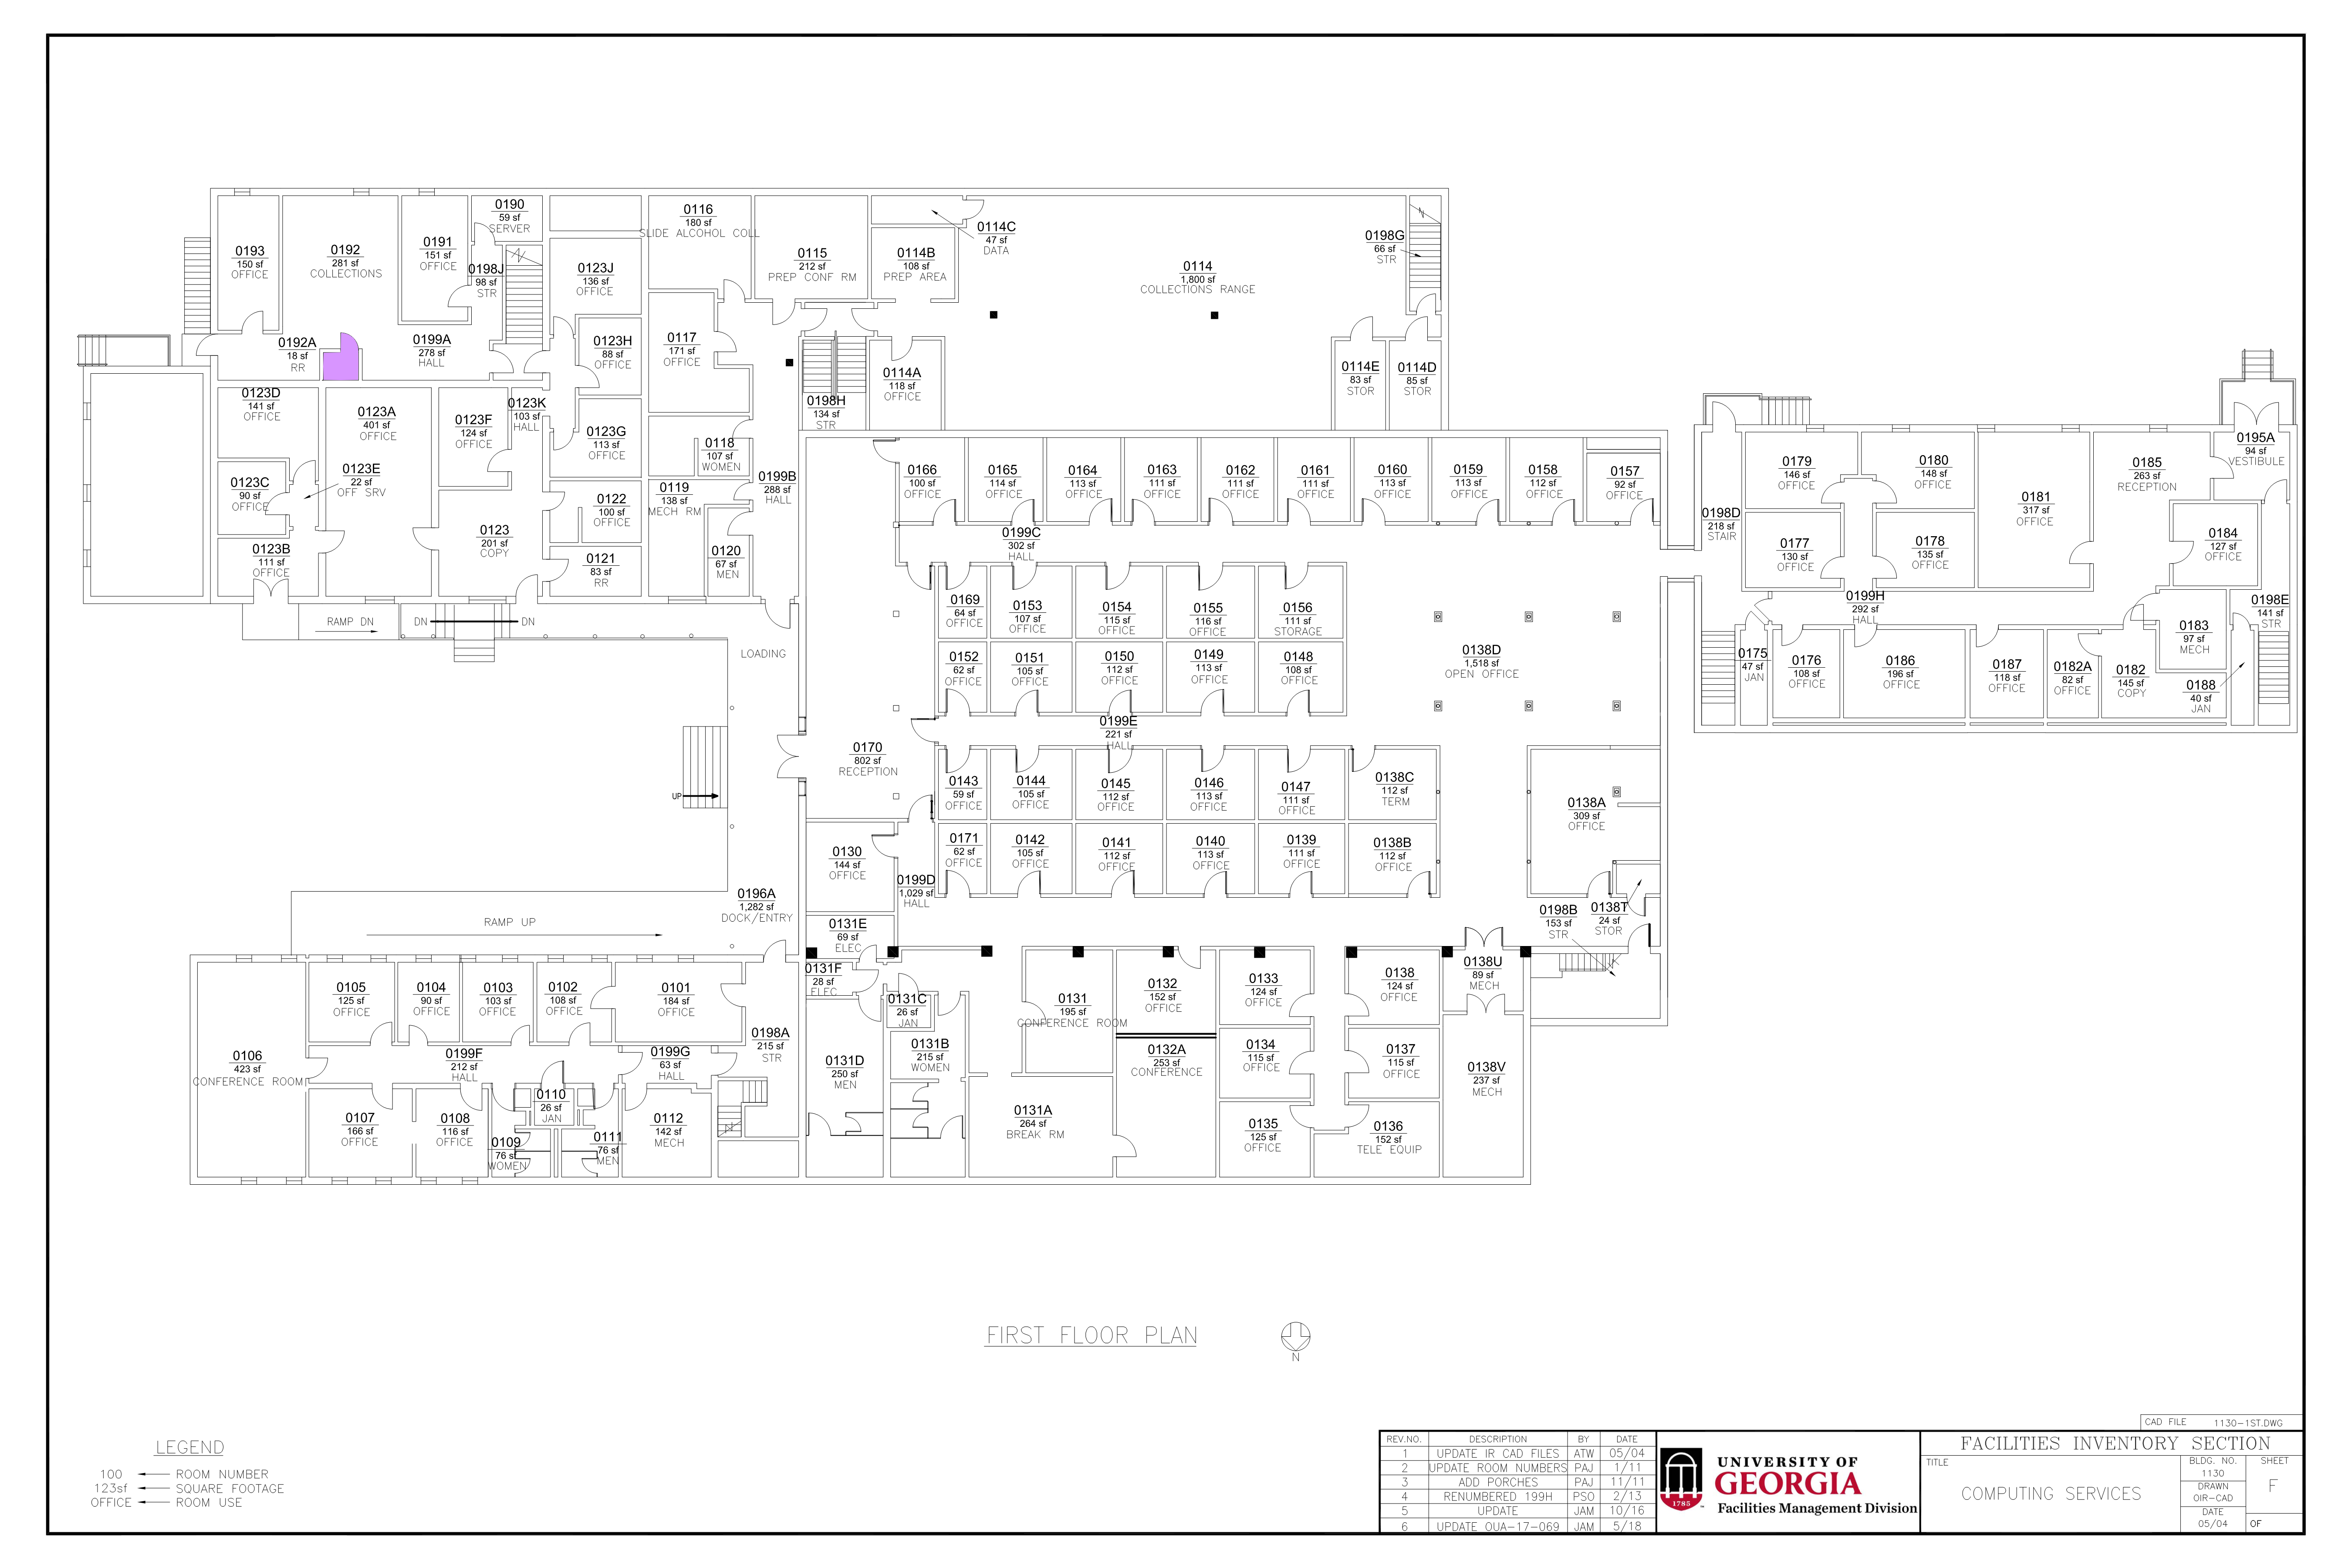 0193
150 sf
OFFICE
0192
281 sf
COLLECTIONS
0191
151 sf
OFFICE
0190
59 sf
SERVER
0198J
98 sf
STR
0192A
18 sf
RR
0199A
278 sf
HALL
0123J
136 sf
OFFICE
0123H
88 sf
OFFICE
0116
180 sf
SLIDE ALCOHOL COLL
0117
171 sf
OFFICE
0115
212 sf
PREP CONF RM
0114B
108 sf
PREP AREA
0114C
47 sf
DATA
0114
1,800 sf
COLLECTIONS RANGE
0198G
66 sf
STR
0114A
118 sf
OFFICE
0198H
134 sf
STR
0114E
83 sf
STOR
0114D
85 sf
STOR
0123D
141 sf
OFFICE
0123A
401 sf
OFFICE
0123F
124 sf
OFFICE
0123K
103 sf
HALL
0123G
113 sf
OFFICE
0118
107 sf
WOMEN
0123C
90 sf
OFFICE
0123E
22 sf
OFF SRV
0123B
111 sf
OFFICE
0123
201 sf
COPY
0122
100 sf
OFFICE
0121
83 sf
RR
0119
138 sf
MECH RM
0120
67 sf
MEN
0199B
288 sf
HALL
RAMP DN
DN
DN
LOADING
UP
0166
100 sf
OFFICE
0165
114 sf
OFFICE
0164
113 sf
OFFICE
0163
111 sf
OFFICE
0162
111 sf
OFFICE
0161
111 sf
OFFICE
0160
113 sf
OFFICE
0159
113 sf
OFFICE
0158
112 sf
OFFICE
0157
92 sf
OFFICE
0199C
302 sf
HALL
0169
64 sf
OFFICE
0153
107 sf
OFFICE
0154
115 sf
OFFICE
0155
116 sf
OFFICE
0156
111 sf
STORAGE
0152
62 sf
OFFICE
0151
105 sf
OFFICE
0150
112 sf
OFFICE
0149
113 sf
OFFICE
0148
108 sf
OFFICE
0138D
1,518 sf
OPEN OFFICE
0199E
221 sf
HALL
0170
802 sf
RECEPTION
0143
59 sf
OFFICE
0144
105 sf
OFFICE
0145
112 sf
OFFICE
0146
113 sf
OFFICE
0147
111 sf
OFFICE
0138C
112 sf
TERM
0138A
309 sf
OFFICE
0171
62 sf
OFFICE
0142
105 sf
OFFICE
0141
112 sf
OFFICE
0140
113 sf
OFFICE
0139
111 sf
OFFICE
0138B
112 sf
OFFICE
0130
144 sf
OFFICE
0199D
1,029 sf
HALL
0196A
1,282 sf
DOCK/ENTRY
0131E
69 sf
ELEC
0198B
153 sf
STR
0138T
24 sf
STOR
0179
146 sf
OFFICE
0180
148 sf
OFFICE
0181
317 sf
OFFICE
0185
263 sf
RECEPTION
0195A
94 sf
VESTIBULE
0198D
218 sf
STAIR
0177
130 sf
OFFICE
0178
135 sf
OFFICE
0184
127 sf
OFFICE
0199H
292 sf
HALL
0198E
141 sf
STR
0183
97 sf
MECH
0175
47 sf
JAN
0176
108 sf
OFFICE
0186
196 sf
OFFICE
0187
118 sf
OFFICE
0182A
82 sf
OFFICE
0182
145 sf
COPY
0188
40 sf
JAN
RAMP UP
0106
423 sf
CONFERENCE ROOM
0105
125 sf
OFFICE
0104
90 sf
OFFICE
0103
103 sf
OFFICE
0102
108 sf
OFFICE
0101
184 sf
OFFICE
0199F
212 sf
HALL
0199G
63 sf
HALL
0198A
215 sf
STR
0107
166 sf
OFFICE
0108
116 sf
OFFICE
0109
76 sf
WOMEN
0110
26 sf
JAN
0111
76 sf
MEN
0112
142 sf
MECH
0131F
28 sf
ELEC
0131C
26 sf
JAN
0131D
250 sf
MEN
0131B
215 sf
WOMEN
0131
195 sf
CONFERENCE ROOM
0131A
264 sf
BREAK RM
0132
152 sf
OFFICE
0132A
253 sf
CONFERENCE
0133
124 sf
OFFICE
0134
115 sf
OFFICE
0135
125 sf
OFFICE
0138
124 sf
OFFICE
0137
115 sf
OFFICE
0136
152 sf
TELE EQUIP
0138U
89 sf
MECH
0138V
237 sf
MECH
FIRST FLOOR PLAN
N
LEGEND
100 ROOM NUMBER
123sf SQUARE FOOTAGE
OFFICE ROOM USE
CAD FILE 1130-1ST.DWG
REV.NO. DESCRIPTION BY DATE
1 UPDATE IR CAD FILES ATW 05/04
2 UPDATE ROOM NUMBERS PAJ 1/11
3 ADD PORCHES PAJ 11/11
4 RENUMBERED 199H PSO 2/13
5 UPDATE JAM 10/16
6 UPDATE OUA-17-069 JAM 5/18
1785
UNIVERSITY OF
GEORGIA
Facilities Management Division
FACILITIES INVENTORY SECTION
TITLE
COMPUTING SERVICES
BLDG. NO.
1130
DRAWN
OIR-CAD
DATE
05/04
SHEET
F
OF